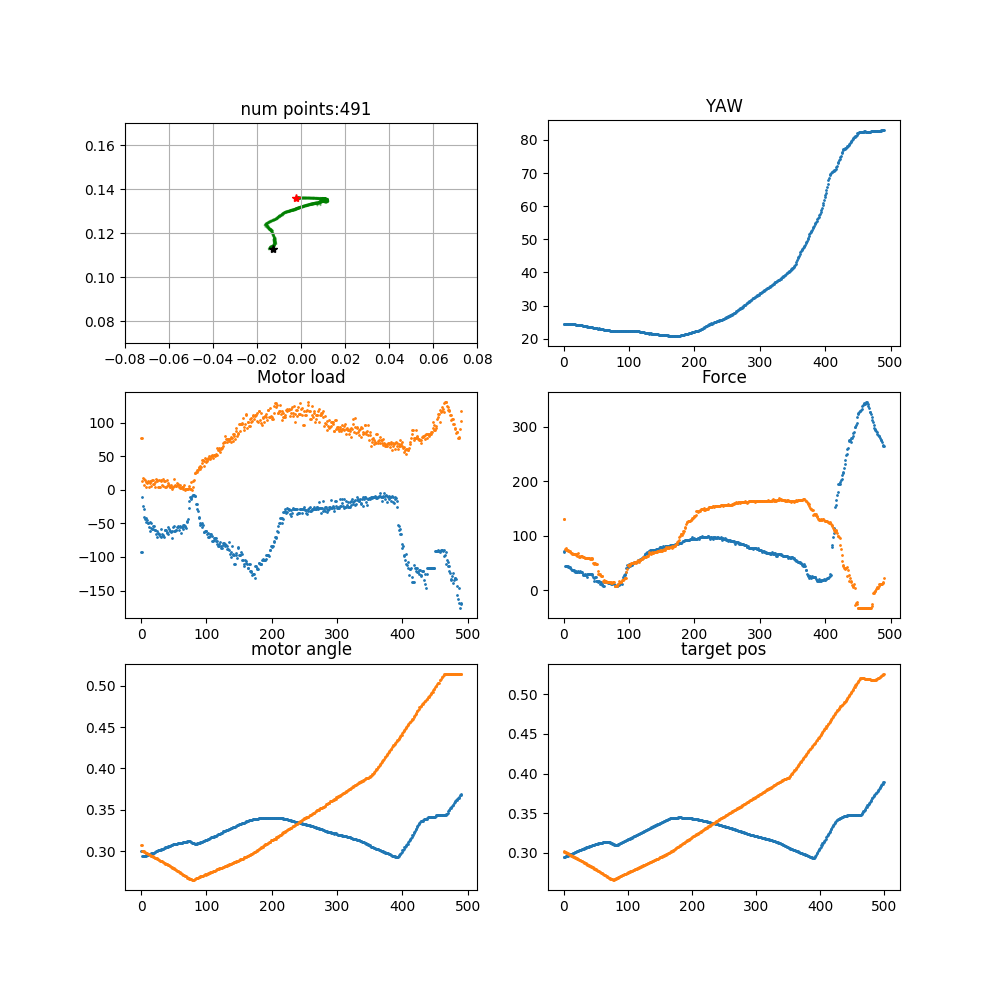 num points:491
0.16
0.14
0.12
0.10
0.08
−0.08 −0.06 −0.04 −0.02 0.00 0.02 0.04 0.06 0.08
YAW
80
70
60
50
40
30
20
0 100 200 300 400 500
Motor load
100
50
0
−50
−100
−150
0 100 200 300 400 500
Force
300
200
100
0
0 100 200 300 400 500
motor angle
0.50
0.45
0.40
0.35
0.30
0 100 200 300 400 500
target pos
0.50
0.45
0.40
0.35
0.30
0 100 200 300 400 500